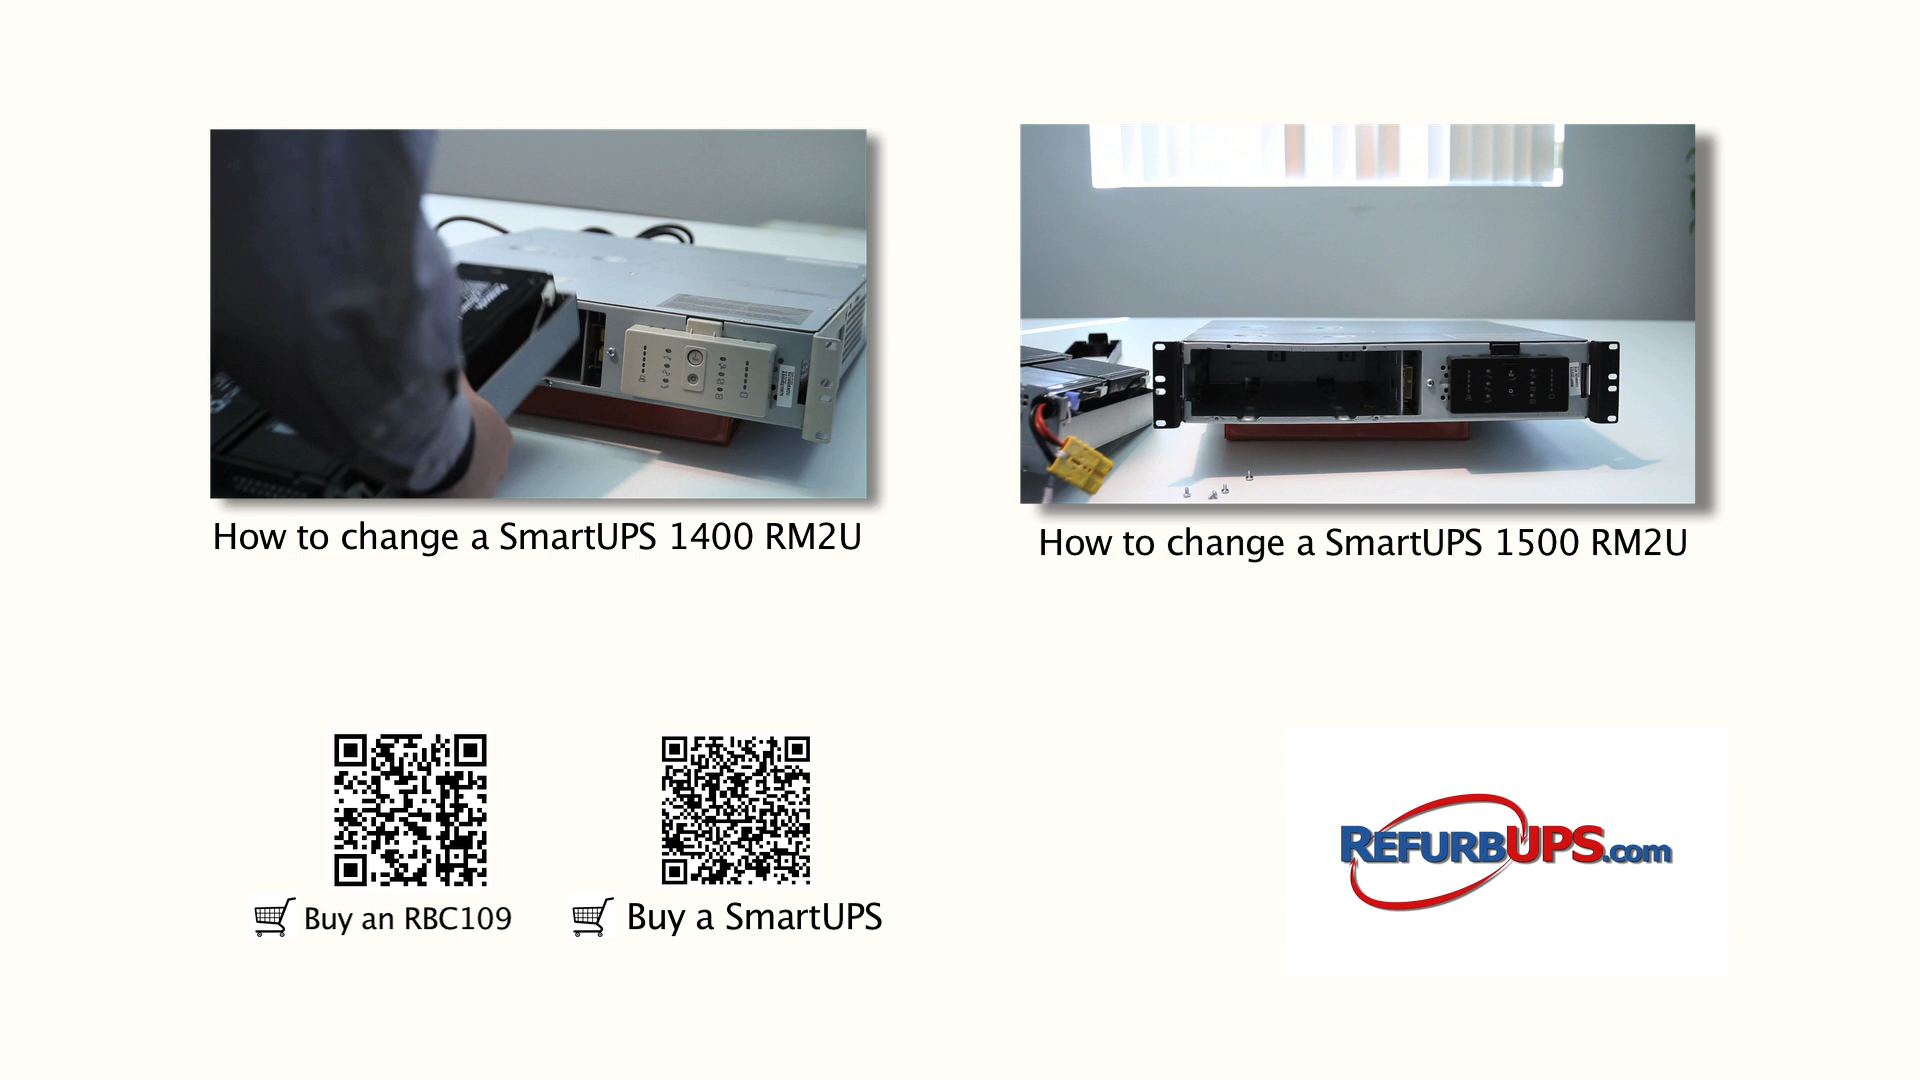 How to change a SmartUPS 1400 RM2U
How to change a SmartUPS 1500 RM2U
Buy an RBC109
Buy a SmartUPS
REFURBUPS.com